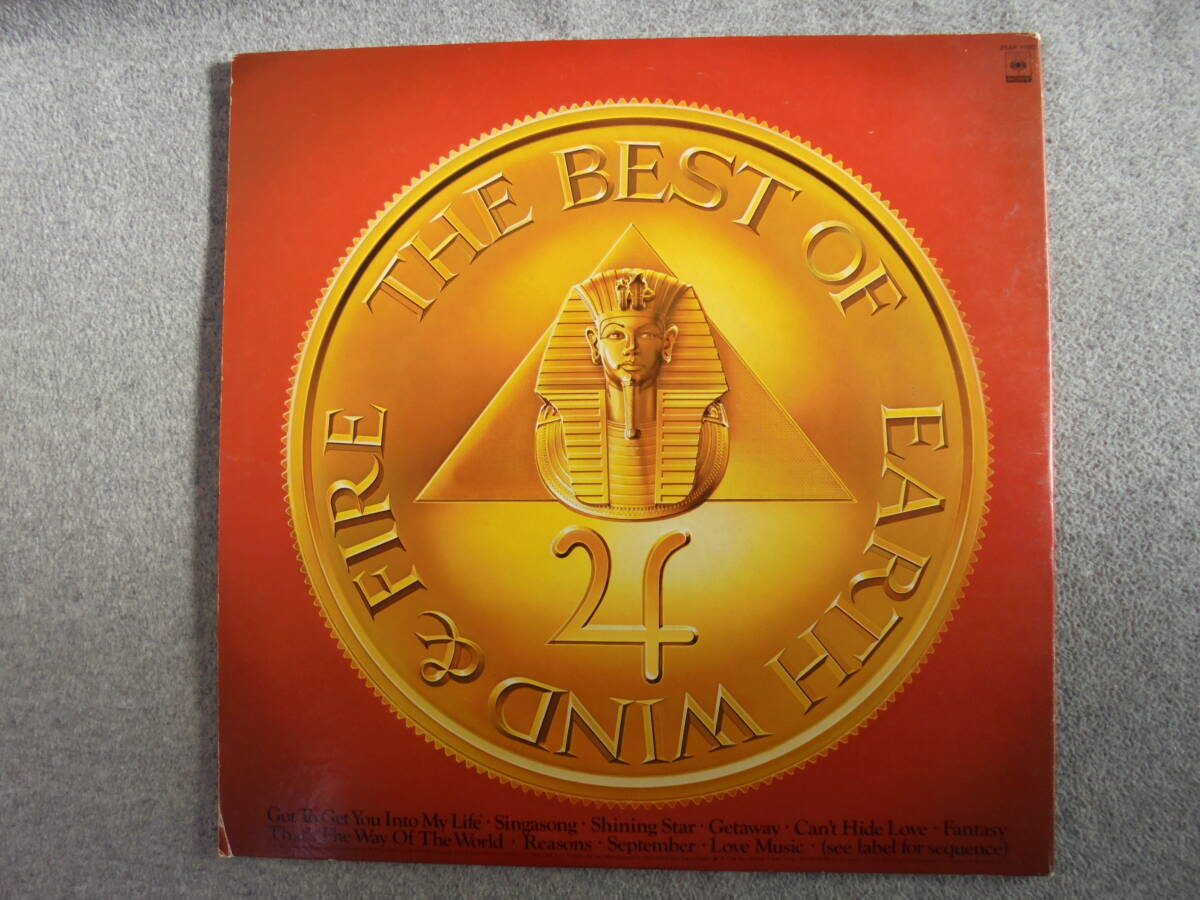 THE BEST OF EARTH WIND & FIRE
Got To Get You Into My Life · Singasong · Shining Star · Getaway · Can't Hide Love · Fantasy
That's The Way Of The World · Reasons · September · Love Music · (see label for sequence)